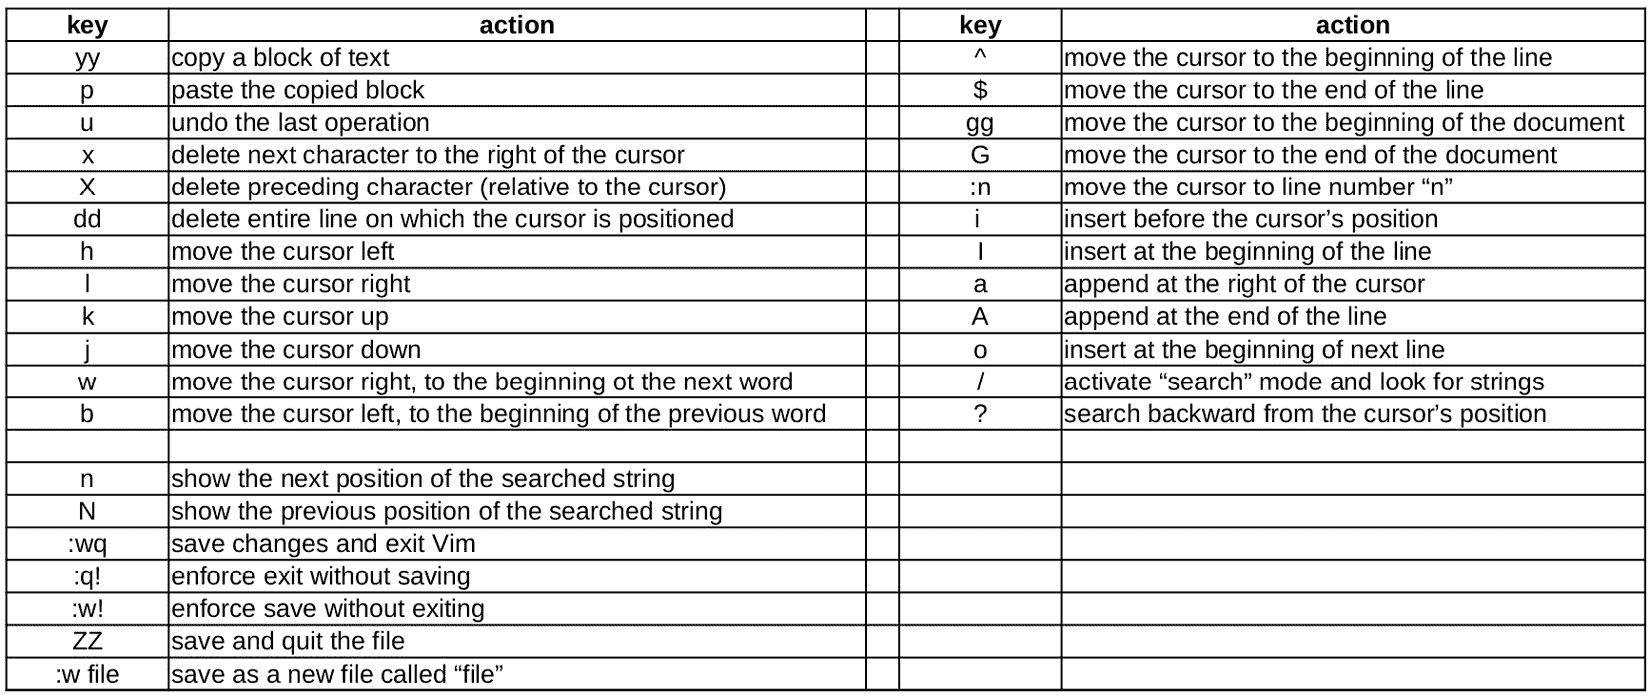 key action key action
yy copy a block of text ^ move the cursor to the beginning of the line
p paste the copied block $ move the cursor to the end of the line
u undo the last operation gg move the cursor to the beginning of the document
x delete next character to the right of the cursor G move the cursor to the end of the document
X delete preceding character (relative to the cursor) :n move the cursor to line number “n”
dd delete entire line on which the cursor is positioned i insert before the cursor’s position
h move the cursor left I insert at the beginning of the line
l move the cursor right a append at the right of the cursor
k move the cursor up A append at the end of the line
j move the cursor down o insert at the beginning of next line
w move the cursor right, to the beginning ot the next word / activate “search” mode and look for strings
b move the cursor left, to the beginning of the previous word ? search backward from the cursor’s position
n show the next position of the searched string
N show the previous position of the searched string
:wq save changes and exit Vim
:q! enforce exit without saving
:w! enforce save without exiting
ZZ save and quit the file
:w file save as a new file called “file”